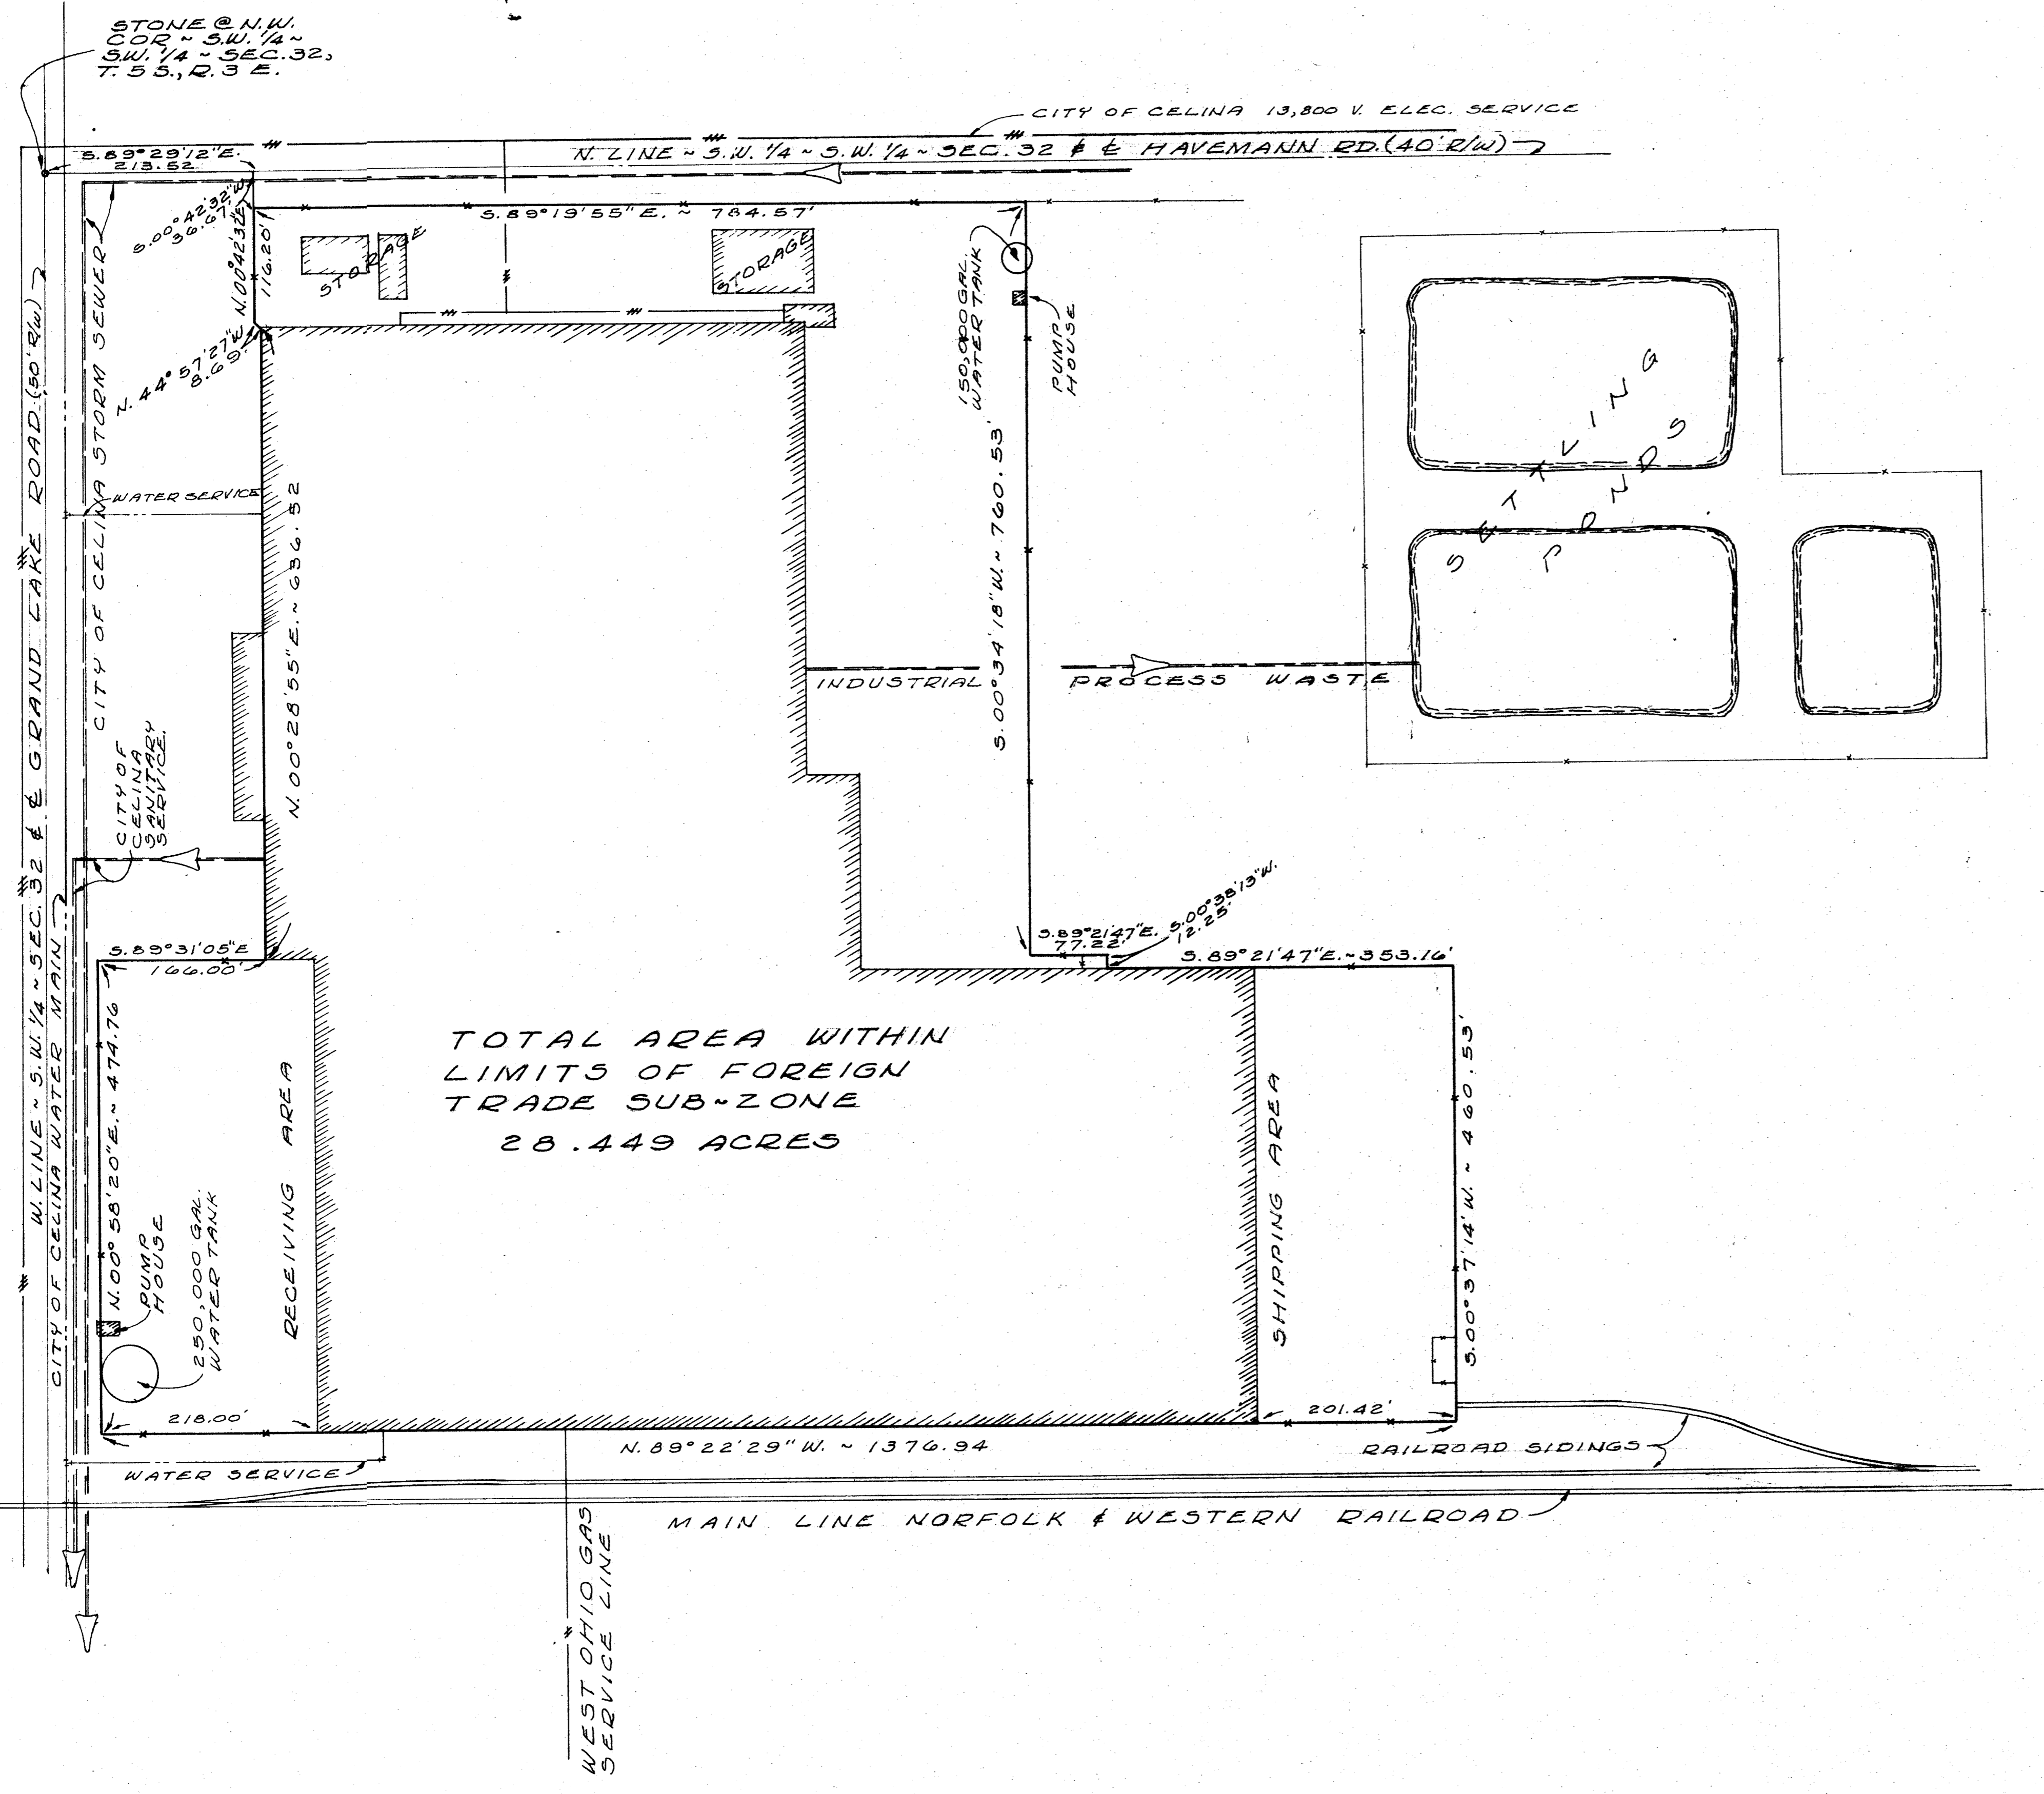 STONE @ N.W.
COR ~ S.W. 1/4 ~
S.W. 1/4 ~ SEC. 32,
T. 5 S., R. 3 E.
CITY OF CELINA 13,800 V. ELEC. SERVICE
N. LINE ~ S.W. 1/4 ~ S.W. 1/4 ~ SEC. 32 & ℄ HAVEMANN RD. (40' R/W)
S.89°29'12"E.
213.52
S.00°42'32"W.
36.67'
N.00°42'32"E.
116.20'
S.89°19'55"E. ~ 784.57'
STORAGE
STORAGE
150,000 GAL.
WATER TANK
PUMP
HOUSE
N. 44°57'27"W.
8.69'
SETTLING
PONDS
CITY OF CELINA STORM SEWER
WATER SERVICE
N.00°28'55"E. ~ 636.52
S.00°34'18"W. ~ 760.53'
INDUSTRIAL PROCESS WASTE
W. LINE ~ S.W. 1/4 ~ SEC. 32 & ℄ GRAND LAKE ROAD (50' R/W)
CITY OF CELINA WATER MAIN
CITY OF
CELINA
SANITARY
SERVICE.
S.89°31'05"E
166.00'
S.89°21'47"E.
77.22'
S.00°38'13"W.
12.25'
S.89°21'47"E. ~ 353.16'
N.00°58'20"E. ~ 474.76
TOTAL AREA WITHIN
LIMITS OF FOREIGN
TRADE SUB~ZONE
28.449 ACRES
RECEIVING AREA
SHIPPING AREA
S.00°37'14"W. ~ 460.53'
PUMP
HOUSE
250,000 GAL.
WATER TANK
218.00'
201.42'
N.89°22'29"W. ~ 1376.94
RAILROAD SIDINGS
WATER SERVICE
MAIN LINE NORFOLK & WESTERN RAILROAD
WEST OHIO GAS
SERVICE LINE